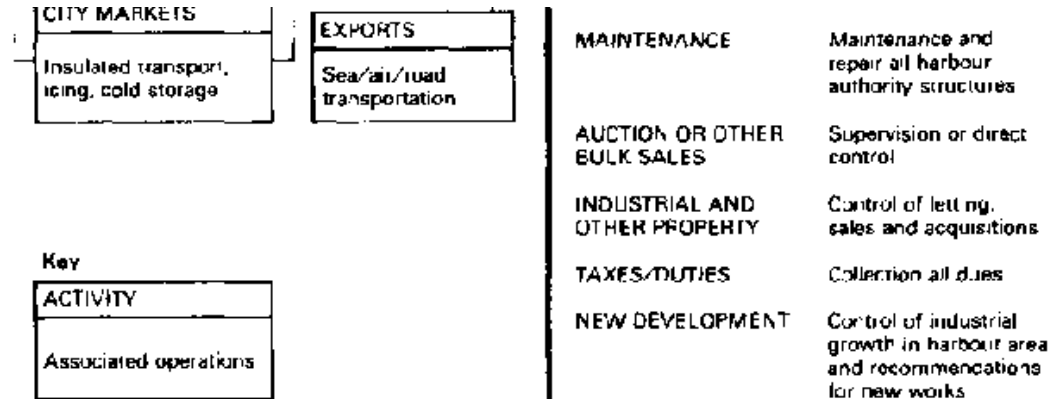 CITY MARKETS
Insulated transport,
icing, cold storage
EXPORTS
Sea/air/road
transportation
Key
ACTIVITY
Associated operations
MAINTENANCE
Maintenance and
repair all harbour
authority structures
AUCTION OR OTHER
BULK SALES
Supervision or direct
control
INDUSTRIAL AND
OTHER PROPERTY
Control of letting,
sales and acquisitions
TAXES/DUTIES
Collection all dues
NEW DEVELOPMENT
Control of industrial
growth in harbour area
and recommendations
for new works